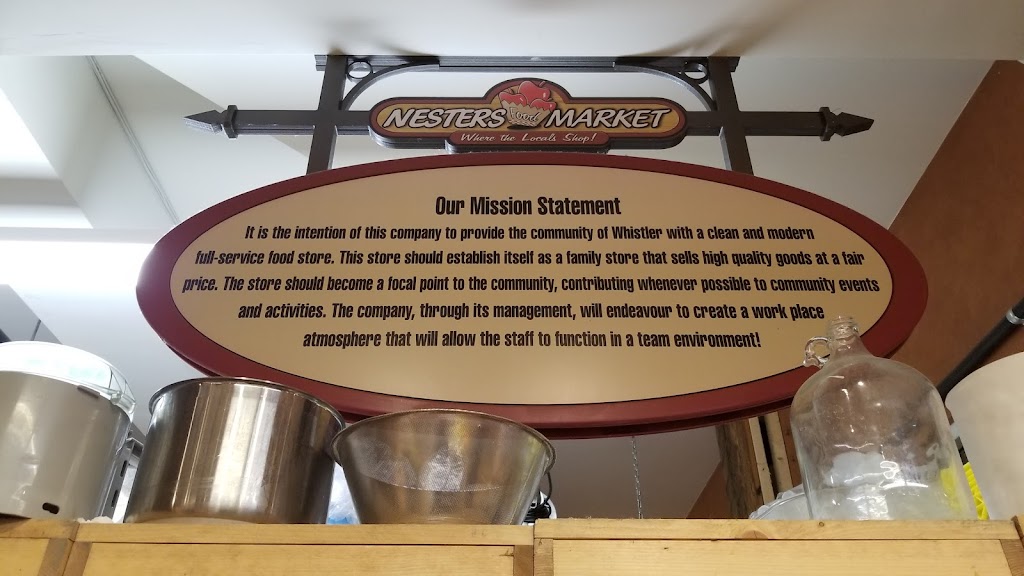 NESTERS Food MARKET
Where the Locals Shop!
Our Mission Statement
It is the intention of this company to provide the community of Whistler with a clean and modern
full-service food store. This store should establish itself as a family store that sells high quality goods at a fair
price. The store should become a focal point to the community, contributing whenever possible to community events
and activities. The company, through its management, will endeavour to create a work place
atmosphere that will allow the staff to function in a team environment!